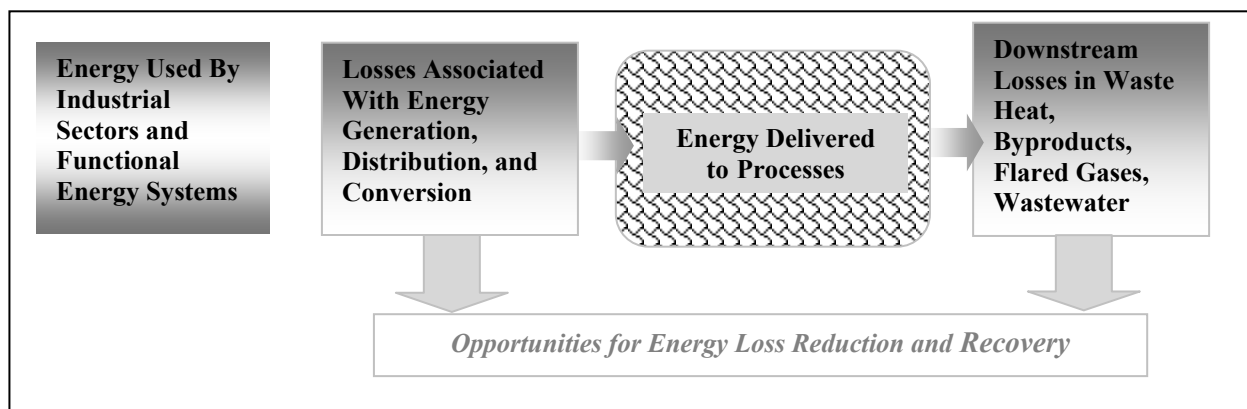 Energy Used By
Industrial
Sectors and
Functional
Energy Systems
Losses Associated
With Energy
Generation,
Distribution, and
Conversion
Energy Delivered
to Processes
Downstream
Losses in Waste
Heat,
Byproducts,
Flared Gases,
Wastewater
Opportunities for Energy Loss Reduction and Recovery